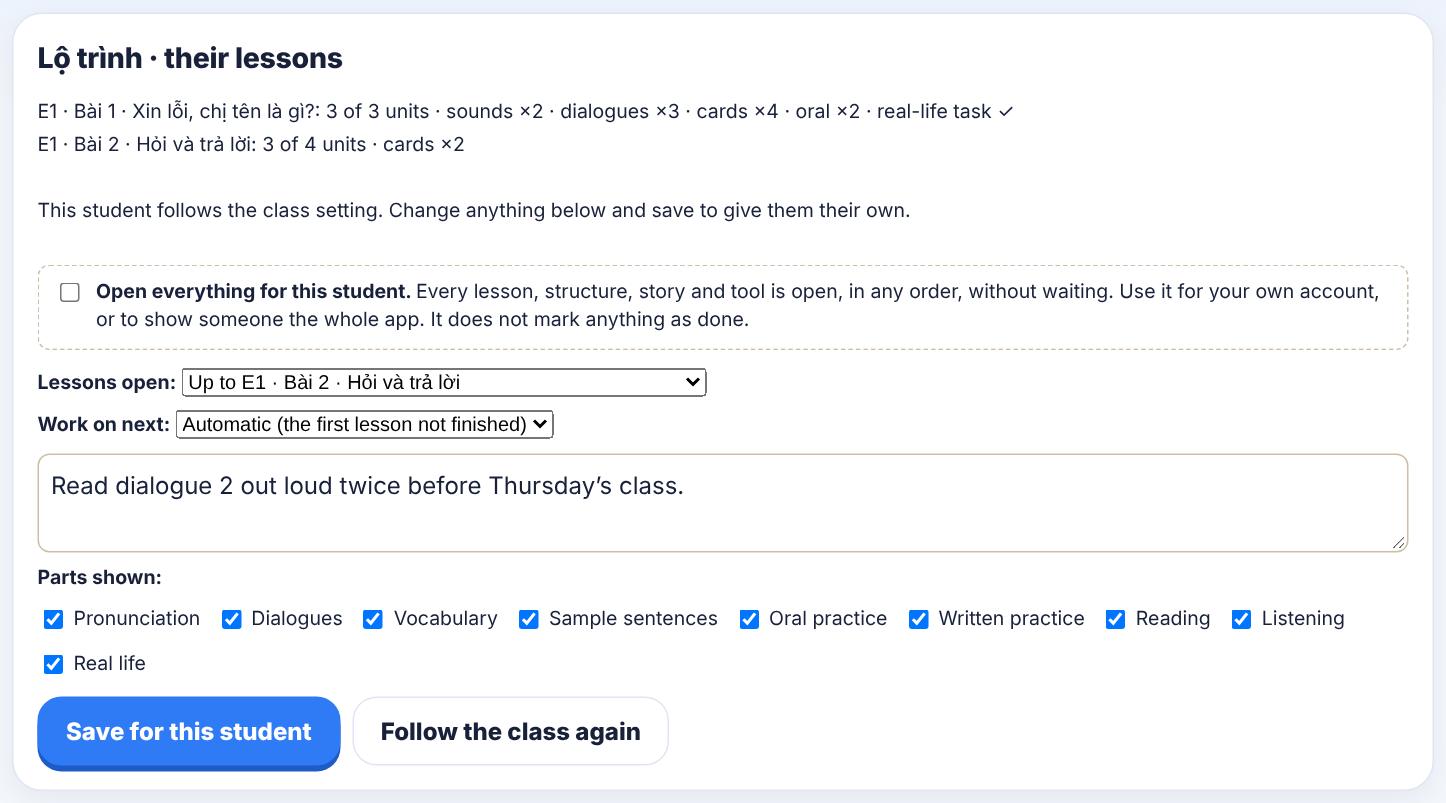 Lộ trình · their lessons
E1 · Bài 1 · Xin lỗi, chị tên là gì?: 3 of 3 units · sounds ×2 · dialogues ×3 · cards ×4 · oral ×2 · real-life task ✓
E1 · Bài 2 · Hỏi và trả lời: 3 of 4 units · cards ×2
This student follows the class setting. Change anything below and save to give them their own.
Open everything for this student. Every lesson, structure, story and tool is open, in any order, without waiting. Use it for your own account,
or to show someone the whole app. It does not mark anything as done.
Lessons open: Up to E1 · Bài 2 · Hỏi và trả lời
Work on next: Automatic (the first lesson not finished)
Read dialogue 2 out loud twice before Thursday’s class.
Parts shown:
Pronunciation Dialogues Vocabulary Sample sentences Oral practice Written practice Reading Listening
Real life
Save for this student Follow the class again